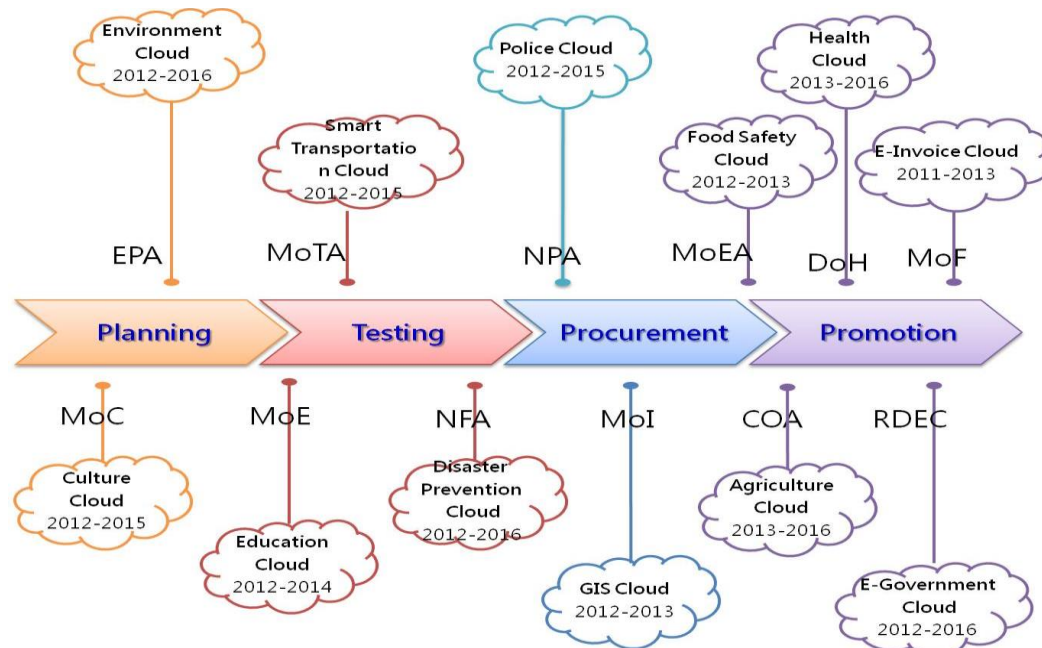 Environment
Cloud
2012-2016
Smart
Transportatio
n Cloud
2012-2015
Police Cloud
2012-2015
Food Safety
Cloud
2012-2013
Health
Cloud
2013-2016
E-Invoice Cloud
2011-2013
EPA
MoTA
NPA
MoEA
DoH
MoF
Planning
Testing
Procurement
Promotion
MoC
MoE
NFA
MoI
COA
RDEC
Culture
Cloud
2012-2015
Education
Cloud
2012-2014
Disaster
Prevention
Cloud
2012-2016
GIS Cloud
2012-2013
Agriculture
Cloud
2013-2016
E-Government
Cloud
2012-2016